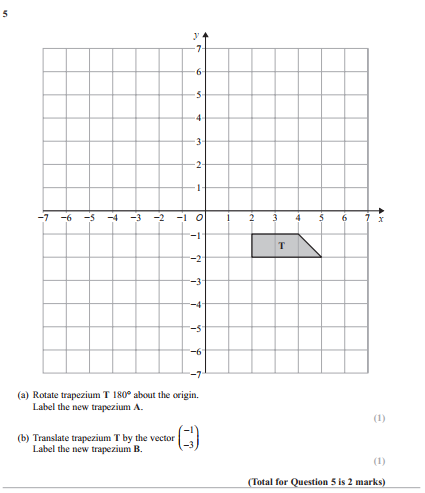 5
y
7
6
5
4
3
2
1
−7 −6 −5 −4 −3 −2 −1 O 1 2 3 4 5 6 7 x
−1
T
−2
−3
−4
−5
−6
−7
(a) Rotate trapezium T 180° about the origin.
Label the new trapezium A.
(1)
(b) Translate trapezium T by the vector (−1 −3)
Label the new trapezium B.
(1)
(Total for Question 5 is 2 marks)